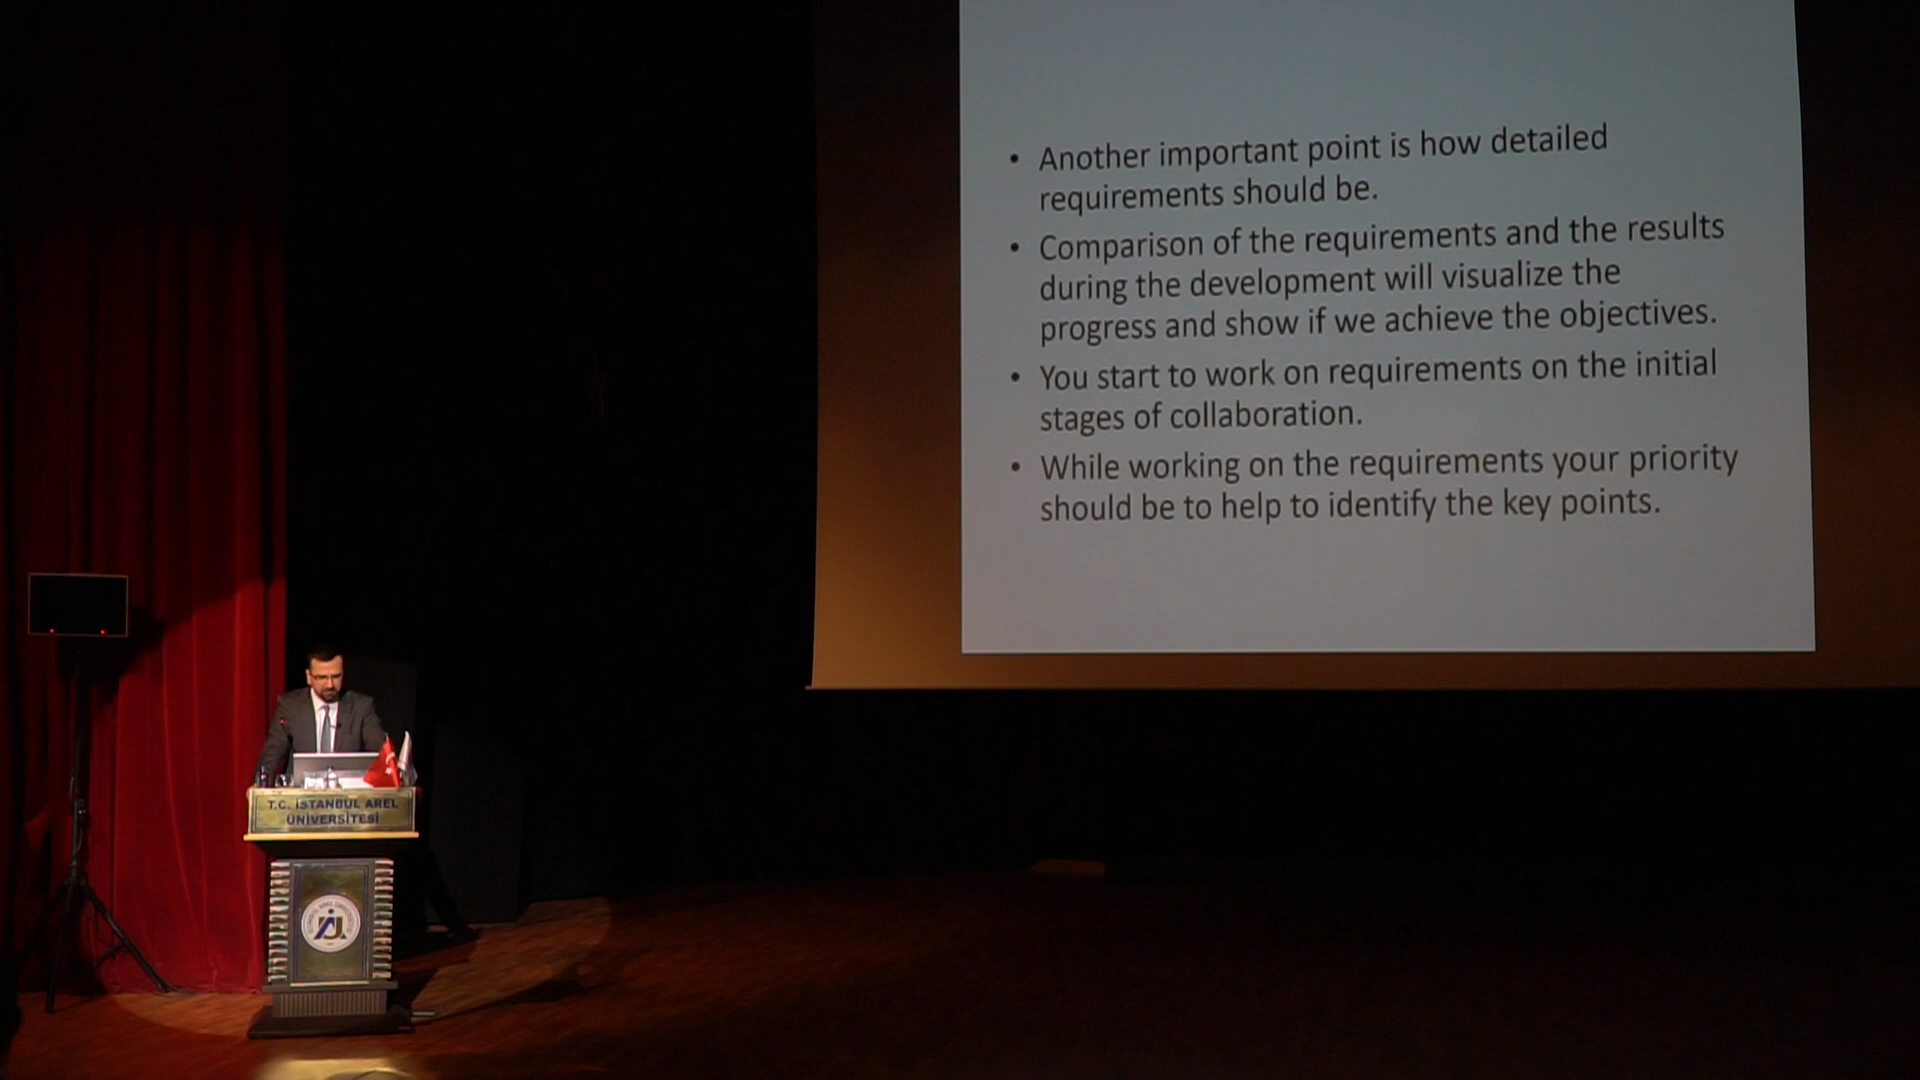 • Another important point is how detailed
requirements should be.
• Comparison of the requirements and the results
during the development will visualize the
progress and show if we achieve the objectives.
• You start to work on requirements on the initial
stages of collaboration.
• While working on the requirements your priority
should be to help to identify the key points.
T.C. İSTANBUL AREL
ÜNİVERSİTESİ